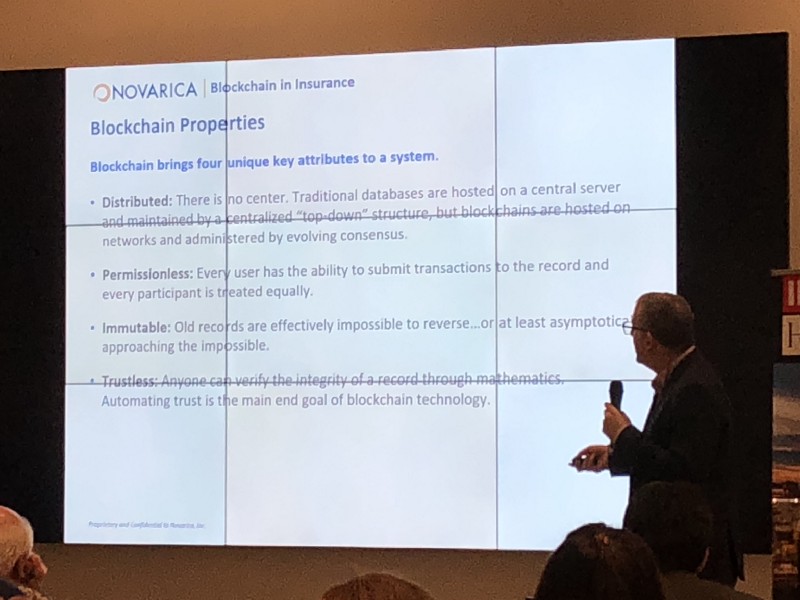 NOVARICA | Blockchain in Insurance
Blockchain Properties
Blockchain brings four unique key attributes to a system.
• Distributed: There is no center. Traditional databases are hosted on a central server
and maintained by a centralized "top-down" structure, but blockchains are hosted on
networks and administered by evolving consensus.
• Permissionless: Every user has the ability to submit transactions to the record and
every participant is treated equally.
• Immutable: Old records are effectively impossible to reverse...or at least asymptotica
approaching the impossible.
• Trustless: Anyone can verify the integrity of a record through mathematics.
Automating trust is the main end goal of blockchain technology.
Proprietary and Confidential to Novarica, Inc.